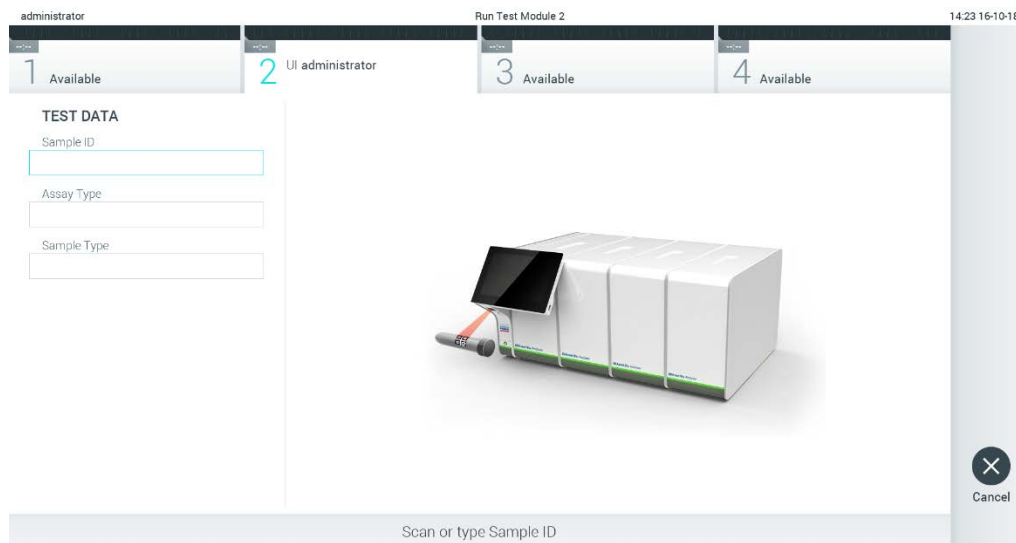 administrator
Run Test Module 2
14:23 16-10-18
--:--
--:--
--:--
--:--
1 Available
2 UI administrator
3 Available
4 Available
TEST DATA
Sample ID
Assay Type
Sample Type
Cancel
Scan or type Sample ID